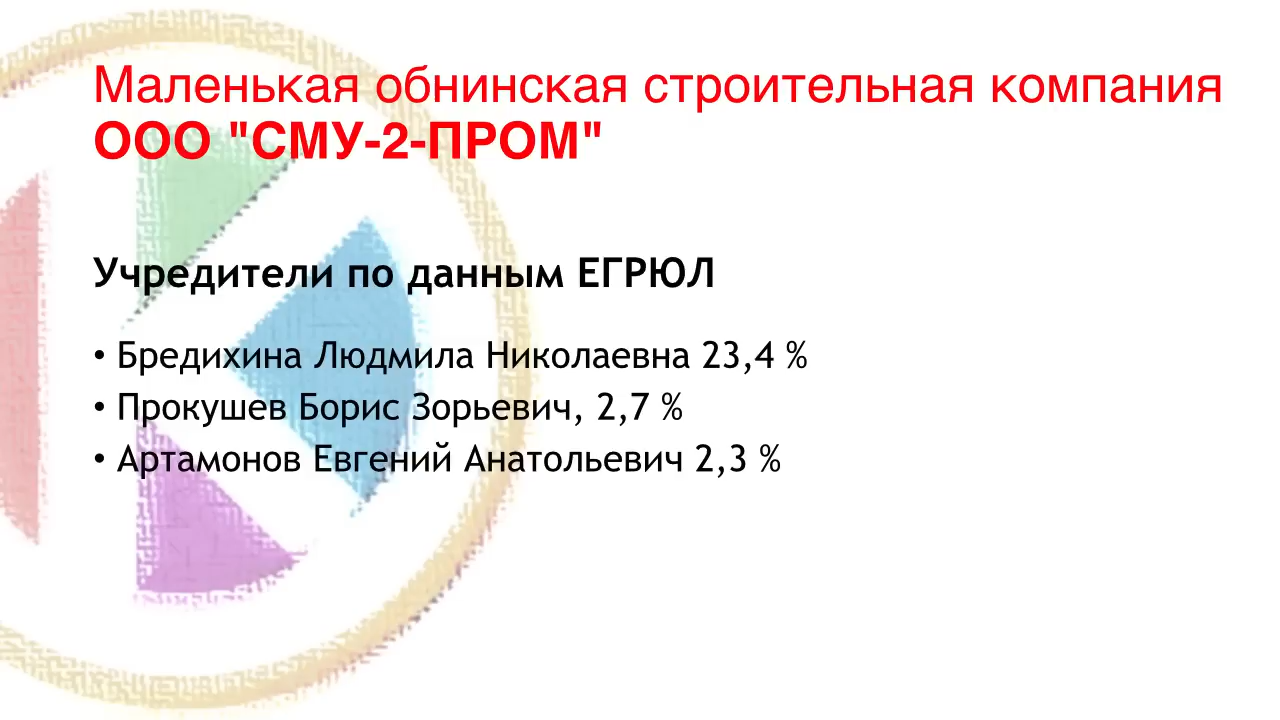 Маленькая обнинская строительная компания
ООО "СМУ-2-ПРОМ"
Учредители по данным ЕГРЮЛ
• Бредихина Людмила Николаевна 23,4 %
• Прокушев Борис Зорьевич, 2,7 %
• Артамонов Евгений Анатольевич 2,3 %